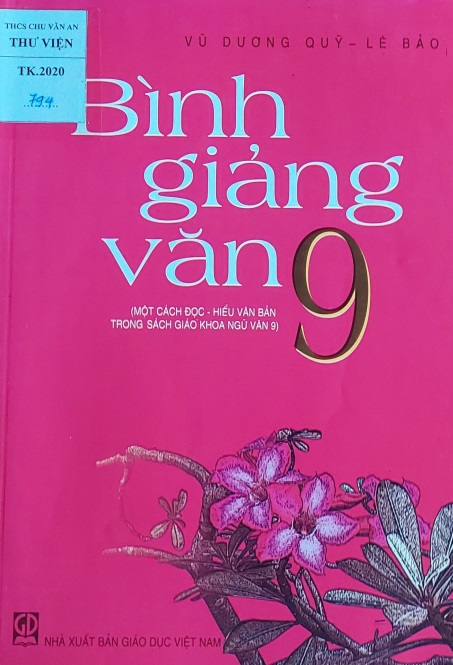 THCS CHU VĂN AN
THƯ VIỆN
TK.2020
794
VŨ DƯƠNG QUỸ – LÊ BẢO
Bình
giảng
văn 9
(MỘT CÁCH ĐỌC - HIỂU VĂN BẢN
TRONG SÁCH GIÁO KHOA NGỮ VĂN 9)
GD
NHÀ XUẤT BẢN GIÁO DỤC VIỆT NAM